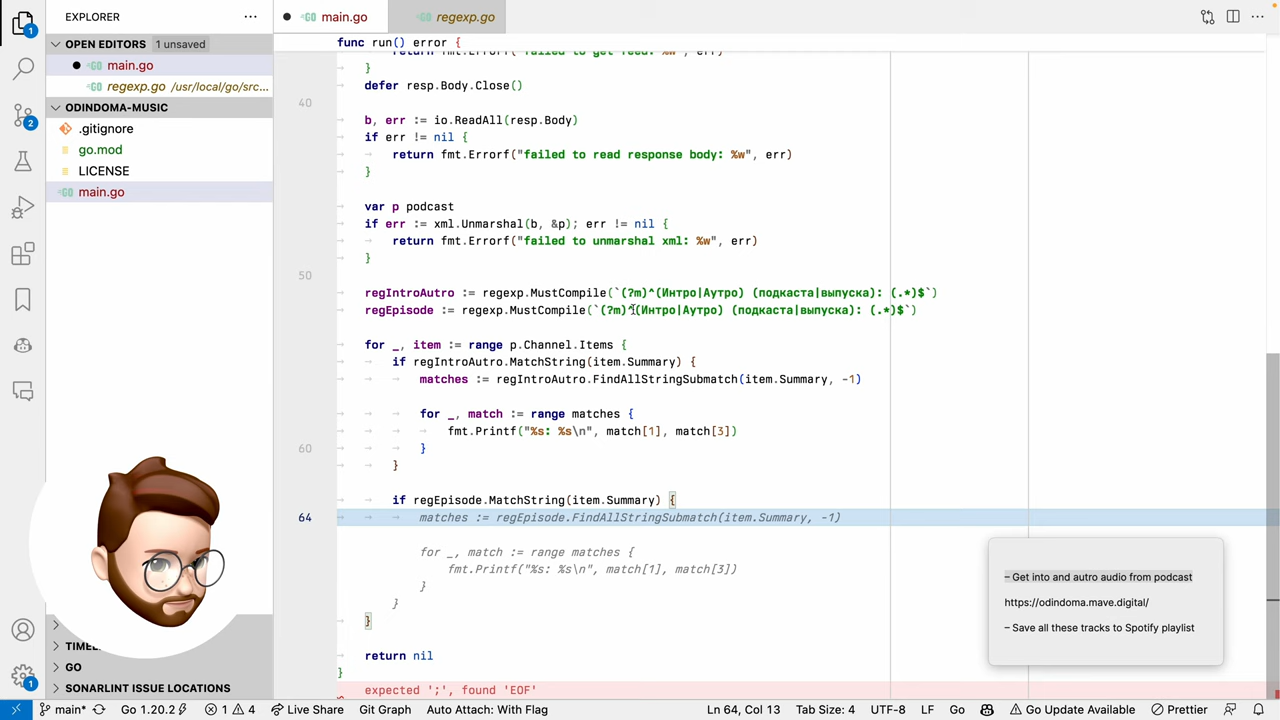 EXPLORER
main.go
regexp.go
OPEN EDITORS 1 unsaved
main.go
regexp.go /usr/local/go/src...
ODINDOMA-MUSIC
.gitignore
go.mod
LICENSE
main.go
TIMEL
GO
SONARLINT ISSUE LOCATIONS
func run() error {
return fmt.Errorf("failed to get feed: %w", err)
}
defer resp.Body.Close()
40
b, err := io.ReadAll(resp.Body)
if err != nil {
return fmt.Errorf("failed to read response body: %w", err)
}
var p podcast
if err := xml.Unmarshal(b, &p); err != nil {
return fmt.Errorf("failed to unmarshal xml: %w", err)
}
50
regIntroAutro := regexp.MustCompile(`(?m)^(Интро|Аутро) (подкаста|выпуска): (.*)$`)
regEpisode := regexp.MustCompile(`(?m)^(Интро|Аутро) (подкаста|выпуска): (.*)$`)
for _, item := range p.Channel.Items {
if regIntroAutro.MatchString(item.Summary) {
matches := regIntroAutro.FindAllStringSubmatch(item.Summary, -1)
for _, match := range matches {
fmt.Printf("%s: %s\n", match[1], match[3])
60 }
}
if regEpisode.MatchString(item.Summary) {
64 matches := regEpisode.FindAllStringSubmatch(item.Summary, -1)
for _, match := range matches {
fmt.Printf("%s: %s\n", match[1], match[3])
}
}
}
return nil
}
expected ';', found 'EOF'
– Get into and autro audio from podcast
https://odindoma.mave.digital/
– Save all these tracks to Spotify playlist
main* Go 1.20.2 1 4 Live Share Git Graph Auto Attach: With Flag Ln 64, Col 13 Tab Size: 4 UTF-8 LF Go Go Update Available Prettier